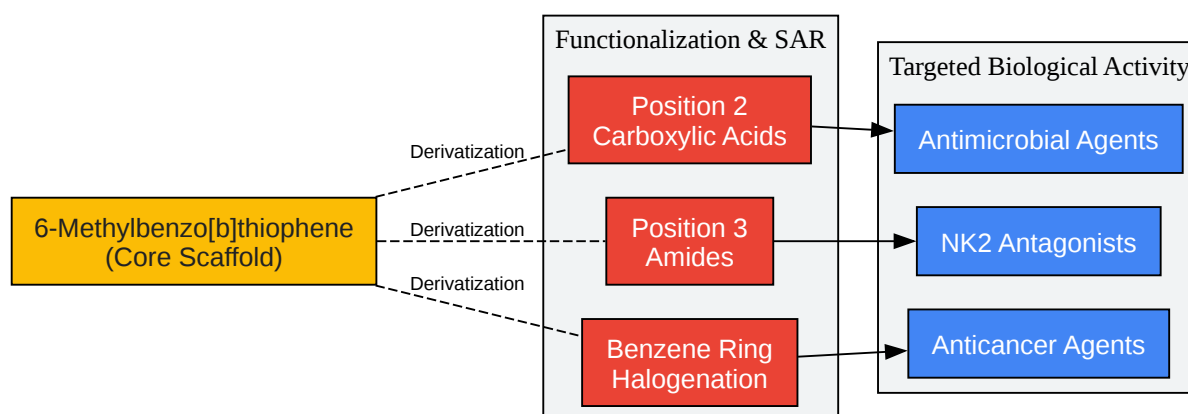 Functionalization & SAR
Targeted Biological Activity
Position 2
Carboxylic Acids
Antimicrobial Agents
Derivatization
6-Methylbenzo[b]thiophene
(Core Scaffold)
Derivatization
Position 3
Amides
NK2 Antagonists
Derivatization
Benzene Ring
Halogenation
Anticancer Agents